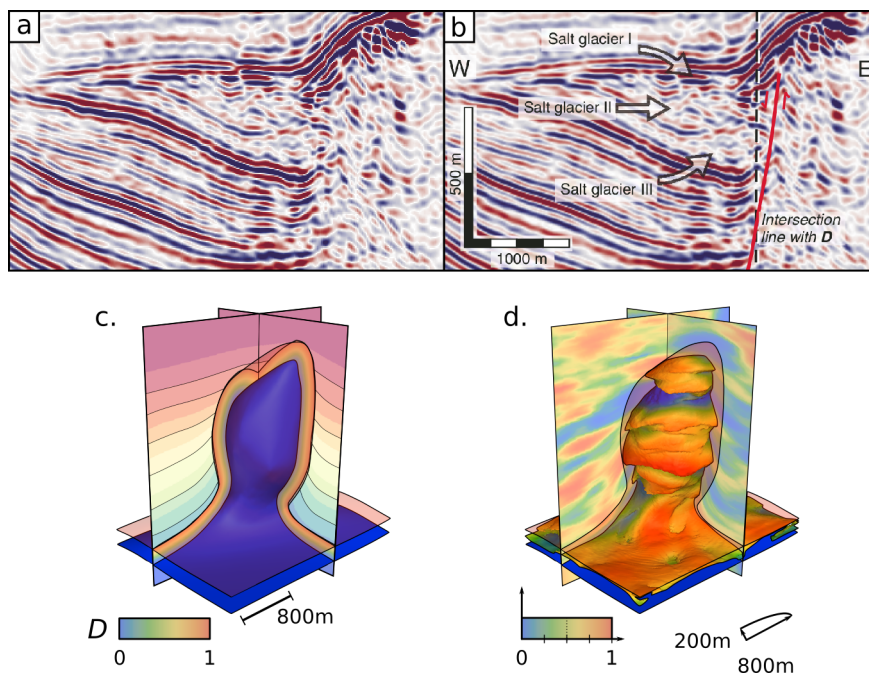 a
b
W
E
Salt glacier I
Salt glacier II
Salt glacier III
500 m
1000 m
Intersection
line with D
c.
d.
800m
D
0 1
0 1
200m
800m